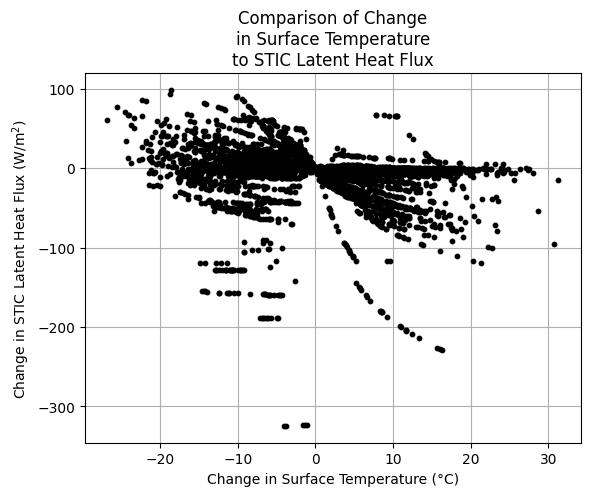 Comparison of Change
in Surface Temperature
to STIC Latent Heat Flux
Change in STIC Latent Heat Flux (W/m²)
100
0
−100
−200
−300
−20
−10
0
10
20
30
Change in Surface Temperature (°C)